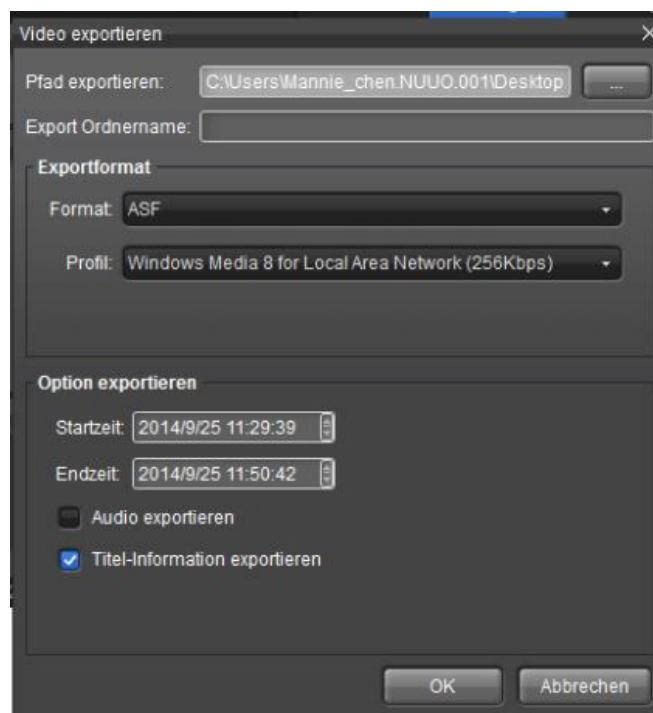 Video exportieren
Pfad exportieren: C:\Users\Mannie_chen.NUUO.001\Desktop ...
Export Ordnername:
Exportformat
Format: ASF
Profil: Windows Media 8 for Local Area Network (256Kbps)
Option exportieren
Startzeit: 2014/9/25 11:29:39
Endzeit: 2014/9/25 11:50:42
Audio exportieren
Titel-Information exportieren
OK Abbrechen